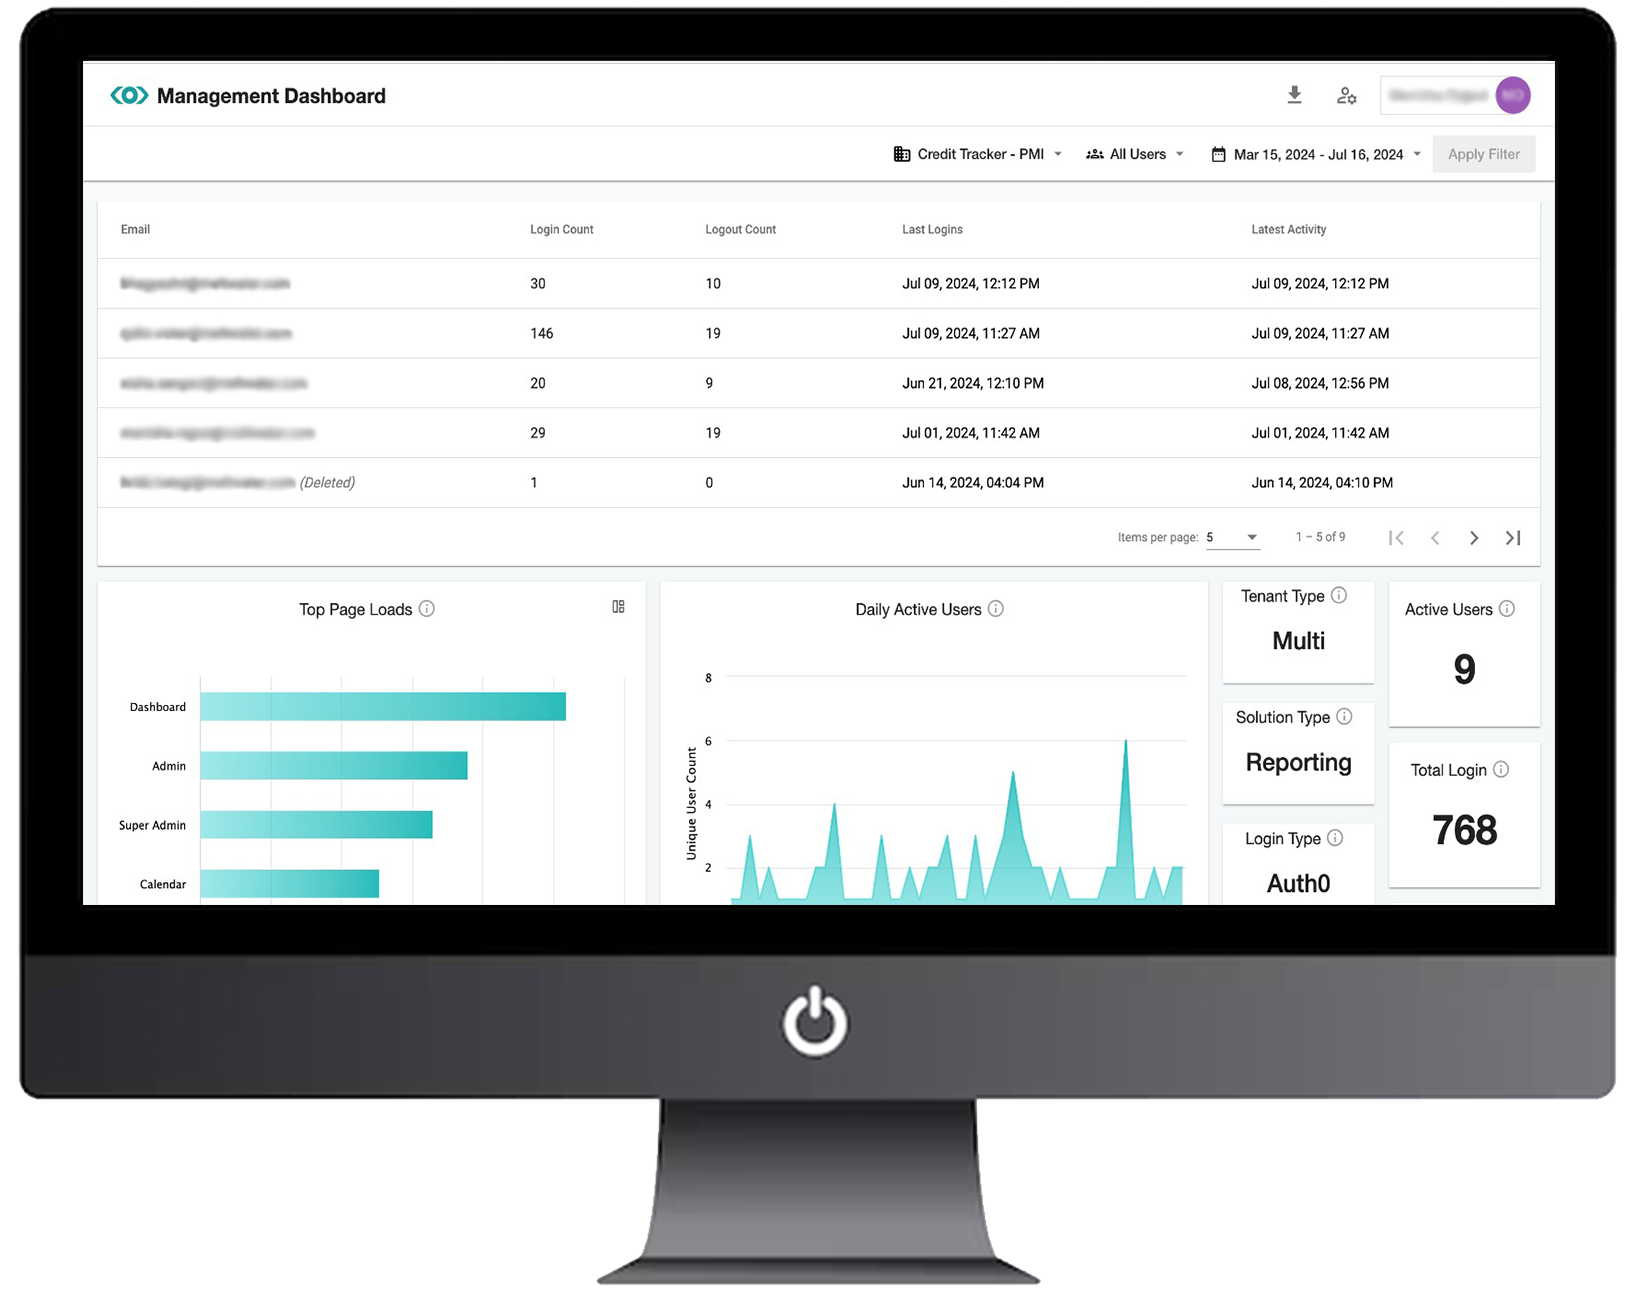 Management Dashboard
Credit Tracker - PMI
All Users
Mar 15, 2024 - Jul 16, 2024
Apply Filter
Email Login Count Logout Count Last Logins Latest Activity
30 10 Jul 09, 2024, 12:12 PM Jul 09, 2024, 12:12 PM
146 19 Jul 09, 2024, 11:27 AM Jul 09, 2024, 11:27 AM
20 9 Jun 21, 2024, 12:10 PM Jul 08, 2024, 12:56 PM
29 19 Jul 01, 2024, 11:42 AM Jul 01, 2024, 11:42 AM
(Deleted) 1 0 Jun 14, 2024, 04:04 PM Jun 14, 2024, 04:10 PM
Items per page: 5 1 – 5 of 9
Top Page Loads
Dashboard
Admin
Super Admin
Calendar
Daily Active Users
Unique User Count
8
6
4
2
Tenant Type
Multi
Solution Type
Reporting
Login Type
Auth0
Active Users
9
Total Login
768